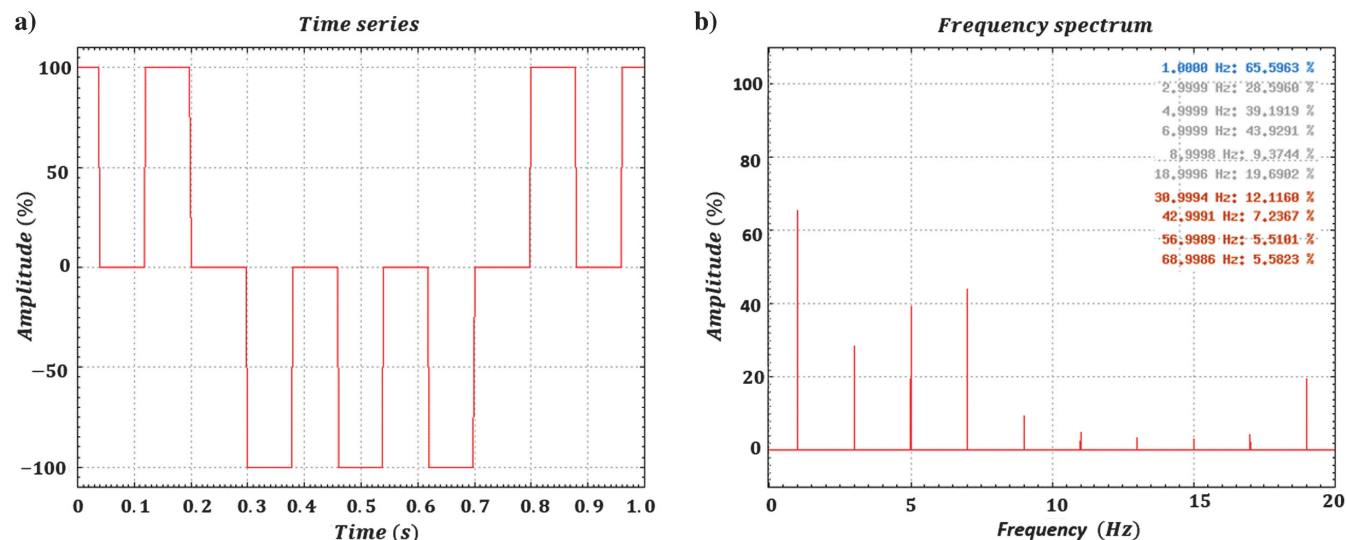 a)
Time series
100
50
0
−50
−100
Amplitude (%)
0 0.1 0.2 0.3 0.4 0.5 0.6 0.7 0.8 0.9 1.0
Time (s)
b)
Frequency spectrum
1.0000 Hz: 65.5963 %
2.9999 Hz: 28.5960 %
4.9999 Hz: 39.1919 %
6.9999 Hz: 43.9291 %
8.9998 Hz: 9.3744 %
18.9996 Hz: 19.6902 %
30.9994 Hz: 12.1160 %
42.9991 Hz: 7.2367 %
56.9989 Hz: 5.5101 %
68.9986 Hz: 5.5823 %
100
80
60
40
20
0
Amplitude (%)
0 5 10 15 20
Frequency (Hz)